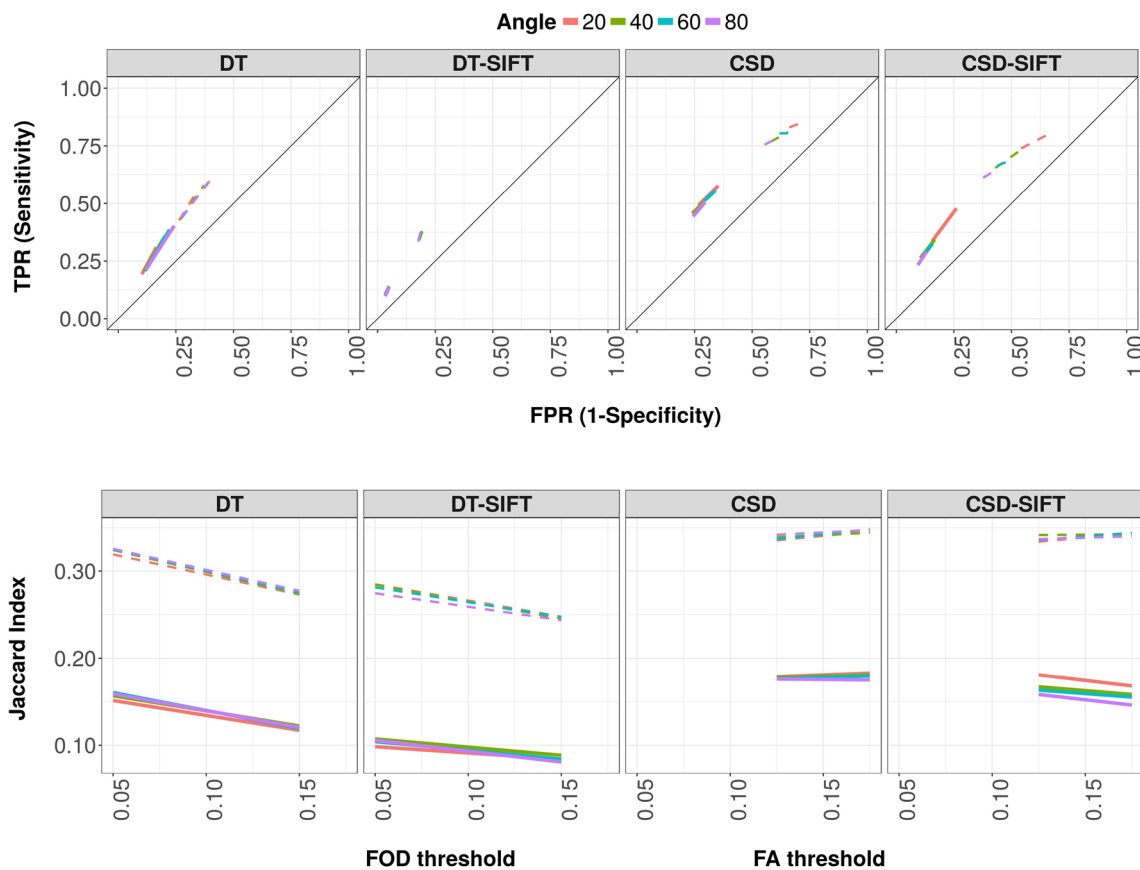 Angle 20 40 60 80
DT DT-SIFT CSD CSD-SIFT
1.00
0.75
0.50
0.25
0.00
TPR (Sensitivity)
0.25 0.50 0.75 1.00 0.25 0.50 0.75 1.00 0.25 0.50 0.75 1.00 0.25 0.50 0.75 1.00
FPR (1-Specificity)
DT DT-SIFT CSD CSD-SIFT
0.30
0.20
0.10
Jaccard Index
0.05 0.10 0.15 0.05 0.10 0.15 0.05 0.10 0.15 0.05 0.10 0.15
FOD threshold FA threshold